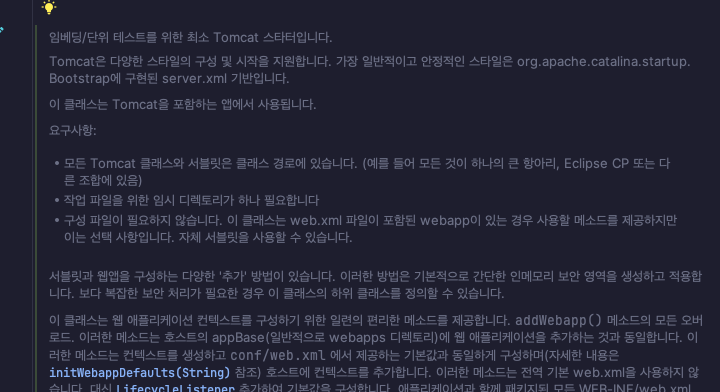 임베딩/단위 테스트를 위한 최소 Tomcat 스타터입니다.
Tomcat은 다양한 스타일의 구성 및 시작을 지원합니다. 가장 일반적이고 안정적인 스타일은 org.apache.catalina.startup.
Bootstrap에 구현된 server.xml 기반입니다.
이 클래스는 Tomcat을 포함하는 앱에서 사용됩니다.
요구사항:
• 모든 Tomcat 클래스와 서블릿은 클래스 경로에 있습니다. (예를 들어 모든 것이 하나의 큰 항아리, Eclipse CP 또는 다
른 조합에 있음)
• 작업 파일을 위한 임시 디렉토리가 하나 필요합니다
• 구성 파일이 필요하지 않습니다. 이 클래스는 web.xml 파일이 포함된 webapp이 있는 경우 사용할 메소드를 제공하지만
이는 선택 사항입니다. 자체 서블릿을 사용할 수 있습니다.
서블릿과 웹앱을 구성하는 다양한 '추가' 방법이 있습니다. 이러한 방법은 기본적으로 간단한 인메모리 보안 영역을 생성하고 적용합
니다. 보다 복잡한 보안 처리가 필요한 경우 이 클래스의 하위 클래스를 정의할 수 있습니다.
이 클래스는 웹 애플리케이션 컨텍스트를 구성하기 위한 일련의 편리한 메소드를 제공합니다. addWebapp() 메소드의 모든 오버
로드. 이러한 메소드는 호스트의 appBase(일반적으로 webapps 디렉토리)에 웹 애플리케이션을 추가하는 것과 동일합니다. 이
러한 메소드는 컨텍스트를 생성하고 conf/web.xml 에서 제공하는 기본값과 동일하게 구성하며(자세한 내용은
initWebappDefaults(String) 참조) 호스트에 컨텍스트를 추가합니다. 이러한 메소드는 전역 기본 web.xml을 사용하지 않
습니다. 대신 LifecycleListener 추가하여 기본값을 구성합니다. 애플리케이션과 함께 패키지된 모든 WEB-INF/web.xml